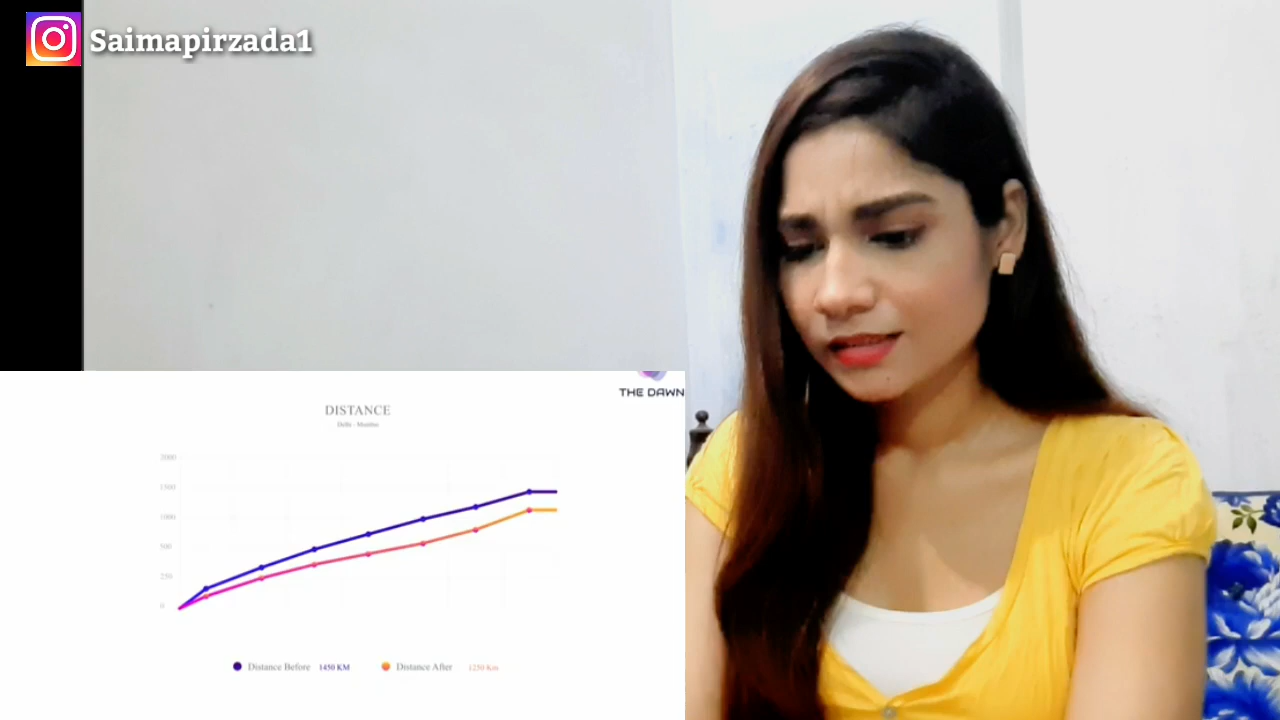 Saimapirzada1
THE DAWN
DISTANCE
Delhi - Mumbai
2000
1500
1000
500
250
0
Distance Before 1450 KM
Distance After 1250 Km